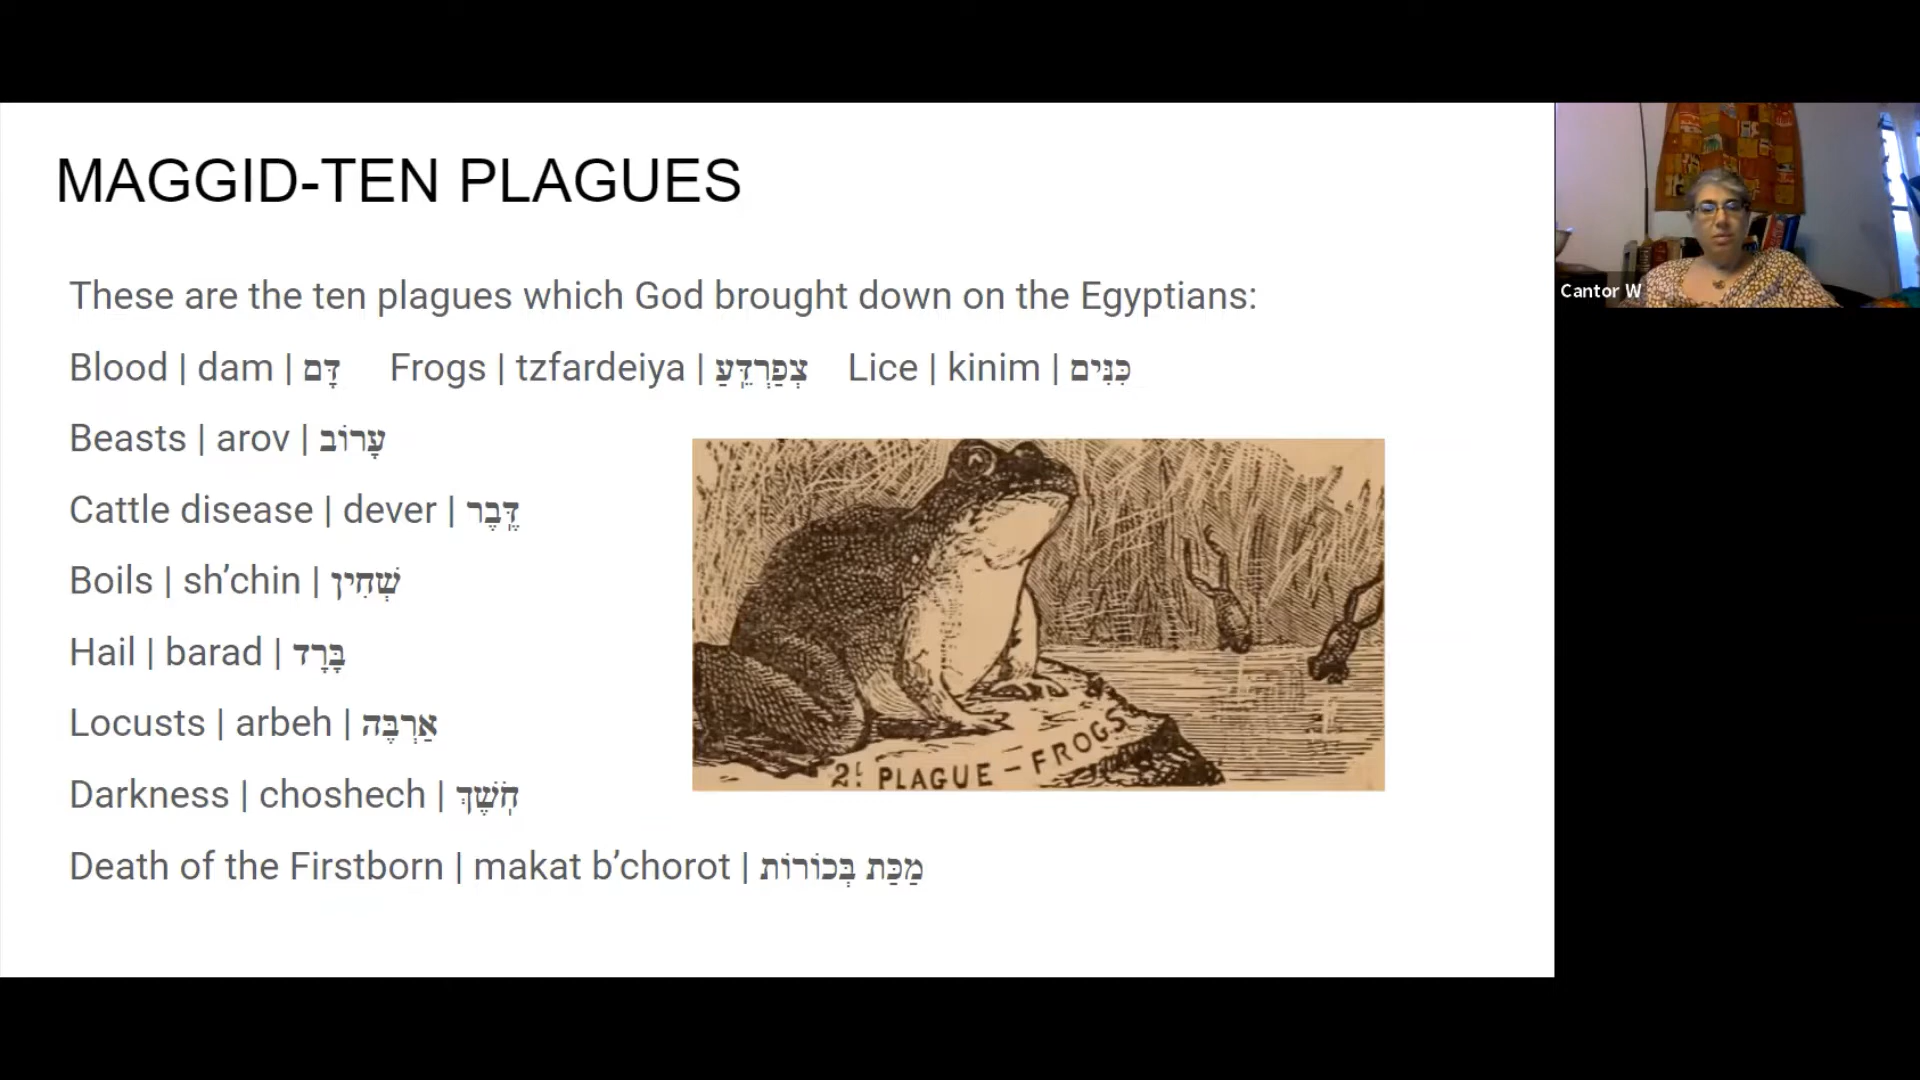 MAGGID-TEN PLAGUES
These are the ten plagues which God brought down on the Egyptians:
Blood | dam | דָּם Frogs | tzfardeiya | צְפַרְדֵּעַ Lice | kinim | כִּנִּים
Beasts | arov | עָרוֹב
Cattle disease | dever | דֶּבֶר
Boils | sh’chin | שְׁחִין
Hail | barad | בָּרָד
Locusts | arbeh | אַרְבֶּה
Darkness | choshech | חֹשֶׁךְ
Death of the Firstborn | makat b’chorot | מַכַּת בְּכוֹרוֹת
PLAGUE – FROGS
Cantor W